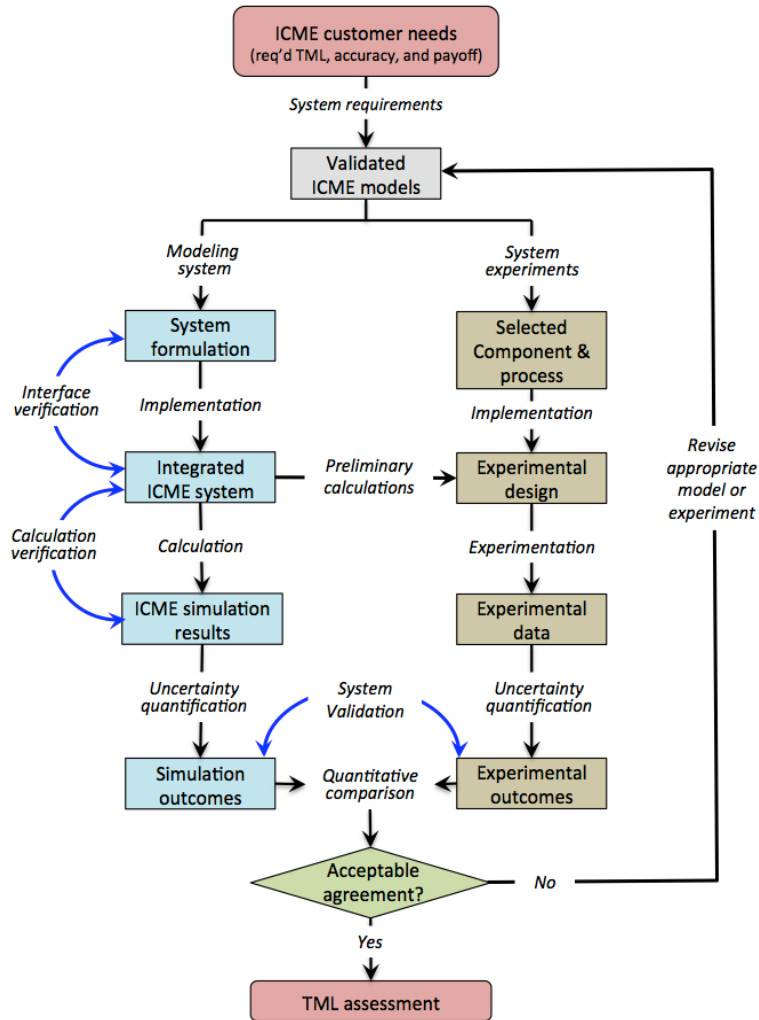 ICME customer needs
(req'd TML, accuracy, and payoff)
System requirements
Validated
ICME models
Modeling
system
System
experiments
System
formulation
Selected
Component &
process
Interface
verification
Implementation
Implementation
Integrated
ICME system
Preliminary
calculations
Experimental
design
Revise
appropriate
model or
experiment
Calculation
verification
Calculation
Experimentation
ICME simulation
results
Experimental
data
Uncertainty
quantification
System
Validation
Uncertainty
quantification
Simulation
outcomes
Quantitative
comparison
Experimental
outcomes
Acceptable
agreement?
No
Yes
TML assessment